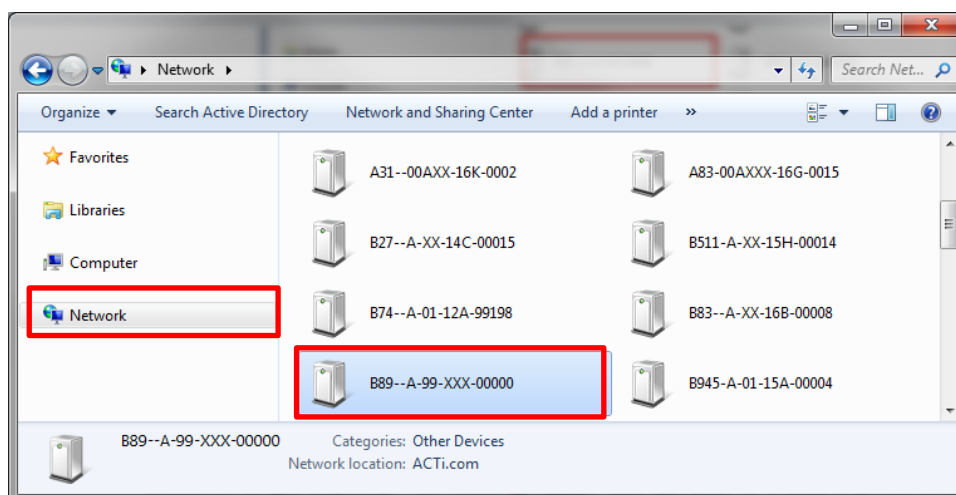 Network
Search Net...
Organize Search Active Directory Network and Sharing Center Add a printer »
Favorites
Libraries
Computer
Network
A31--00AXX-16K-0002
A83-00AXXX-16G-0015
B27--A-XX-14C-00015
B511-A-XX-15H-00014
B74--A-01-12A-99198
B83--A-XX-16B-00008
B89--A-99-XXX-00000
B945-A-01-15A-00004
B89--A-99-XXX-00000 Categories: Other Devices
Network location: ACTi.com